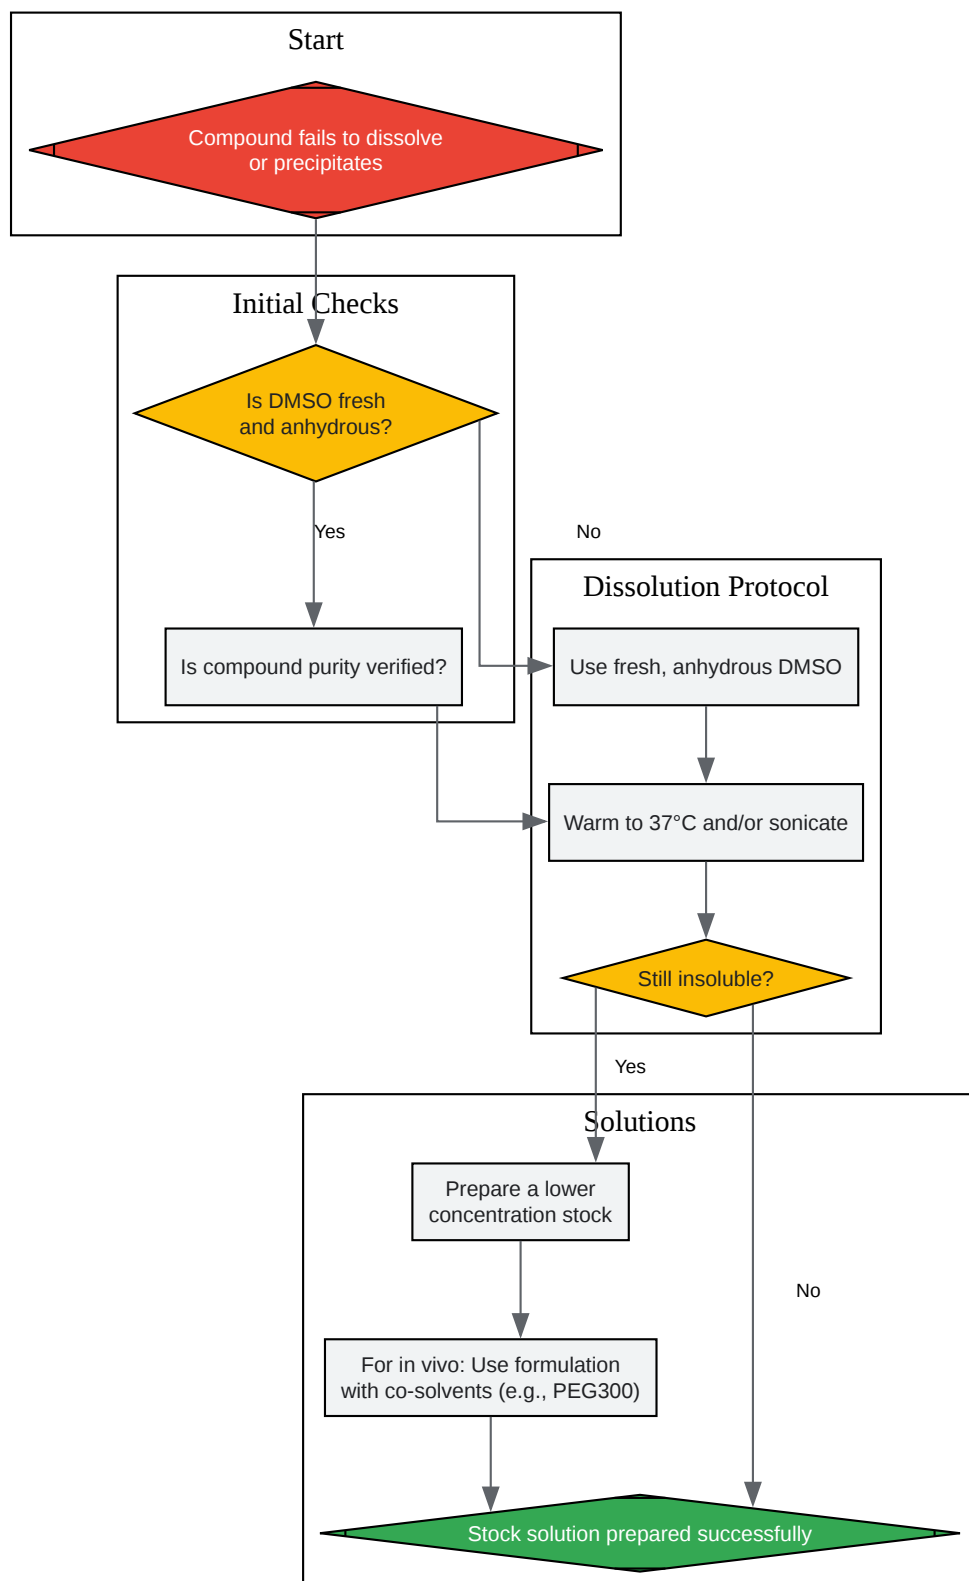 Start
Compound fails to dissolve
or precipitates
Initial Checks
Is DMSO fresh
and anhydrous?
Yes
No
Dissolution Protocol
Is compound purity verified?
Use fresh, anhydrous DMSO
Warm to 37°C and/or sonicate
Still insoluble?
Yes
Solutions
Prepare a lower
concentration stock
No
For in vivo: Use formulation
with co-solvents (e.g., PEG300)
Stock solution prepared successfully